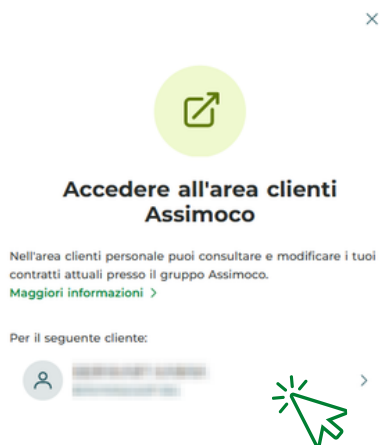 Accedere all'area clienti
Assimoco
Nell'area clienti personale puoi consultare e modificare i tuoi
contratti attuali presso il gruppo Assimoco.
Maggiori informazioni >
Per il seguente cliente: